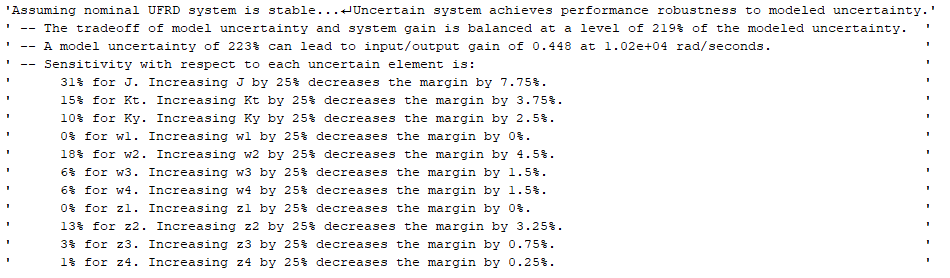 'Assuming nominal UFRD system is stable...↵Uncertain system achieves performance robustness to modeled uncertainty.'
' -- The tradeoff of model uncertainty and system gain is balanced at a level of 219% of the modeled uncertainty. '
' -- A model uncertainty of 223% can lead to input/output gain of 0.448 at 1.02e+04 rad/seconds. '
' -- Sensitivity with respect to each uncertain element is: '
' 31% for J. Increasing J by 25% decreases the margin by 7.75%. '
' 15% for Kt. Increasing Kt by 25% decreases the margin by 3.75%. '
' 10% for Ky. Increasing Ky by 25% decreases the margin by 2.5%. '
' 0% for w1. Increasing w1 by 25% decreases the margin by 0%. '
' 18% for w2. Increasing w2 by 25% decreases the margin by 4.5%. '
' 6% for w3. Increasing w3 by 25% decreases the margin by 1.5%. '
' 6% for w4. Increasing w4 by 25% decreases the margin by 1.5%. '
' 0% for z1. Increasing z1 by 25% decreases the margin by 0%. '
' 13% for z2. Increasing z2 by 25% decreases the margin by 3.25%. '
' 3% for z3. Increasing z3 by 25% decreases the margin by 0.75%. '
' 1% for z4. Increasing z4 by 25% decreases the margin by 0.25%. '